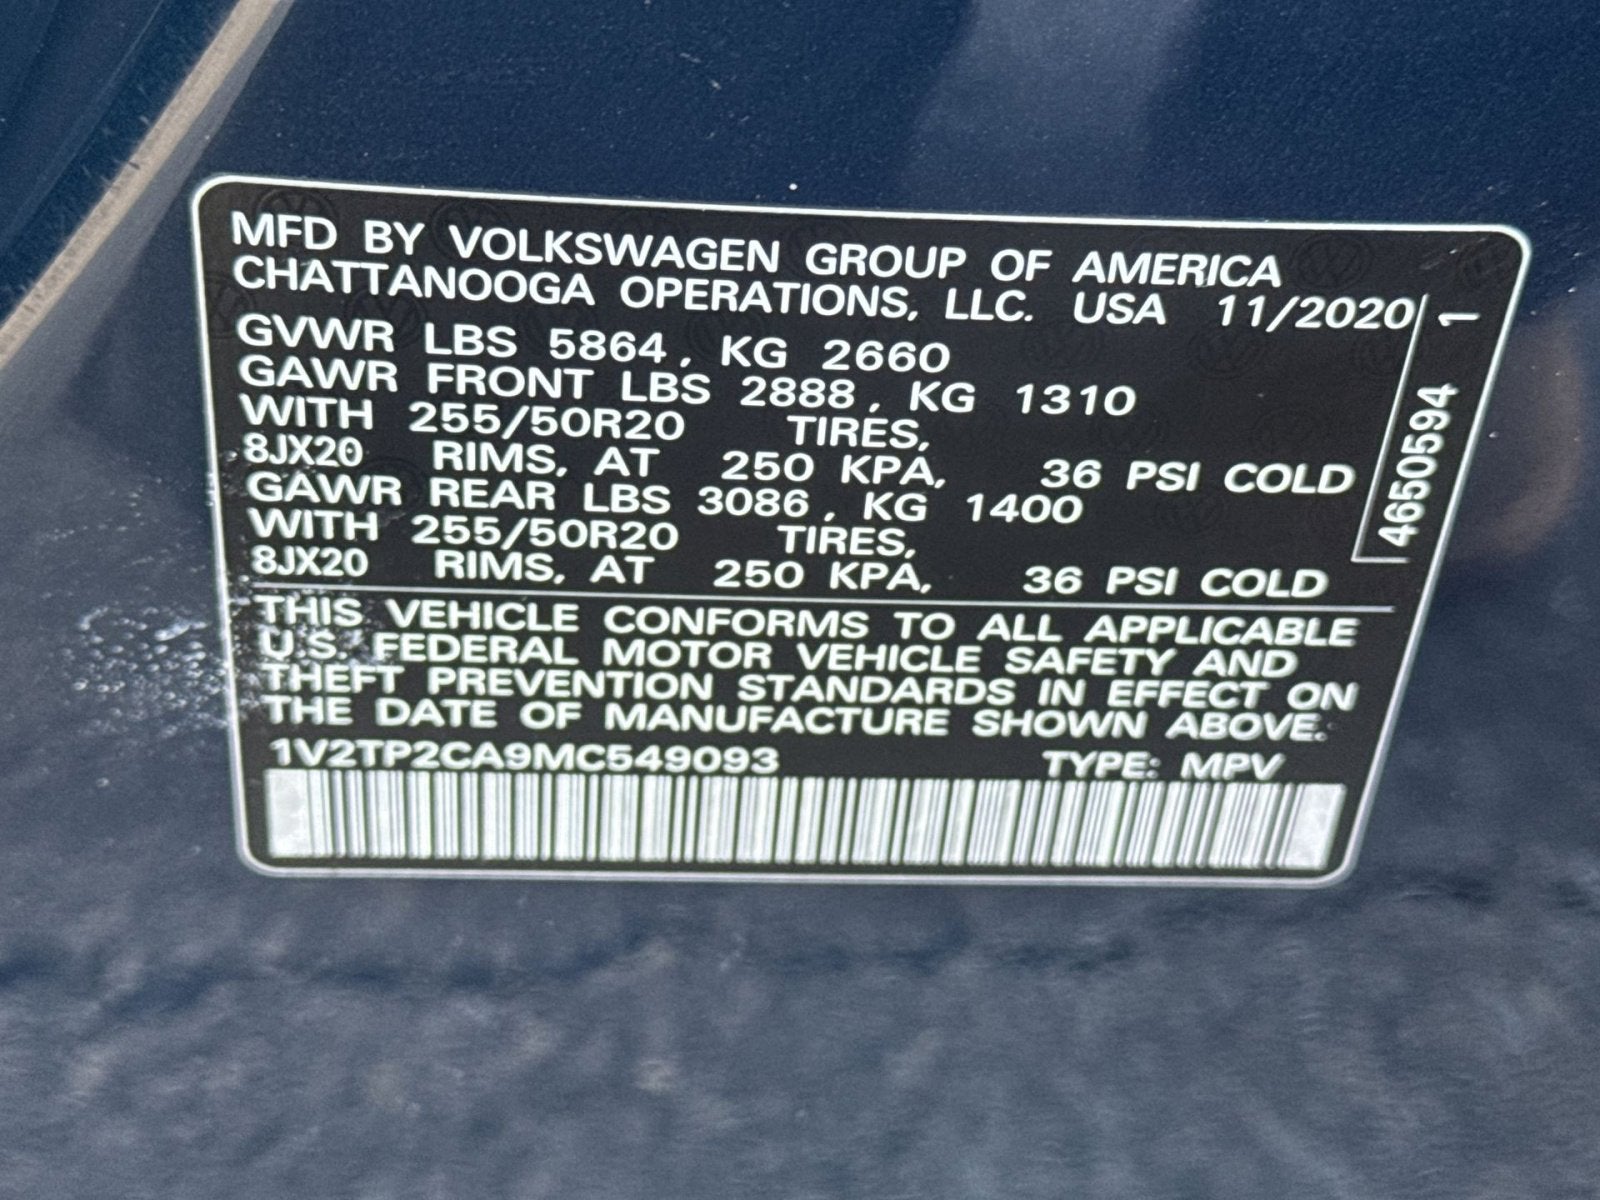 MFD BY VOLKSWAGEN GROUP OF AMERICA
CHATTANOOGA OPERATIONS, LLC. USA 11/2020
GVWR LBS 5864, KG 2660
GAWR FRONT LBS 2888, KG 1310
WITH 255/50R20 TIRES,
8JX20 RIMS, AT 250 KPA, 36 PSI COLD
GAWR REAR LBS 3086, KG 1400
WITH 255/50R20 TIRES,
8JX20 RIMS, AT 250 KPA, 36 PSI COLD
THIS VEHICLE CONFORMS TO ALL APPLICABLE
U.S. FEDERAL MOTOR VEHICLE SAFETY AND
THEFT PREVENTION STANDARDS IN EFFECT ON
THE DATE OF MANUFACTURE SHOWN ABOVE.
1V2TP2CA9MC549093 TYPE: MPV
4650594 1